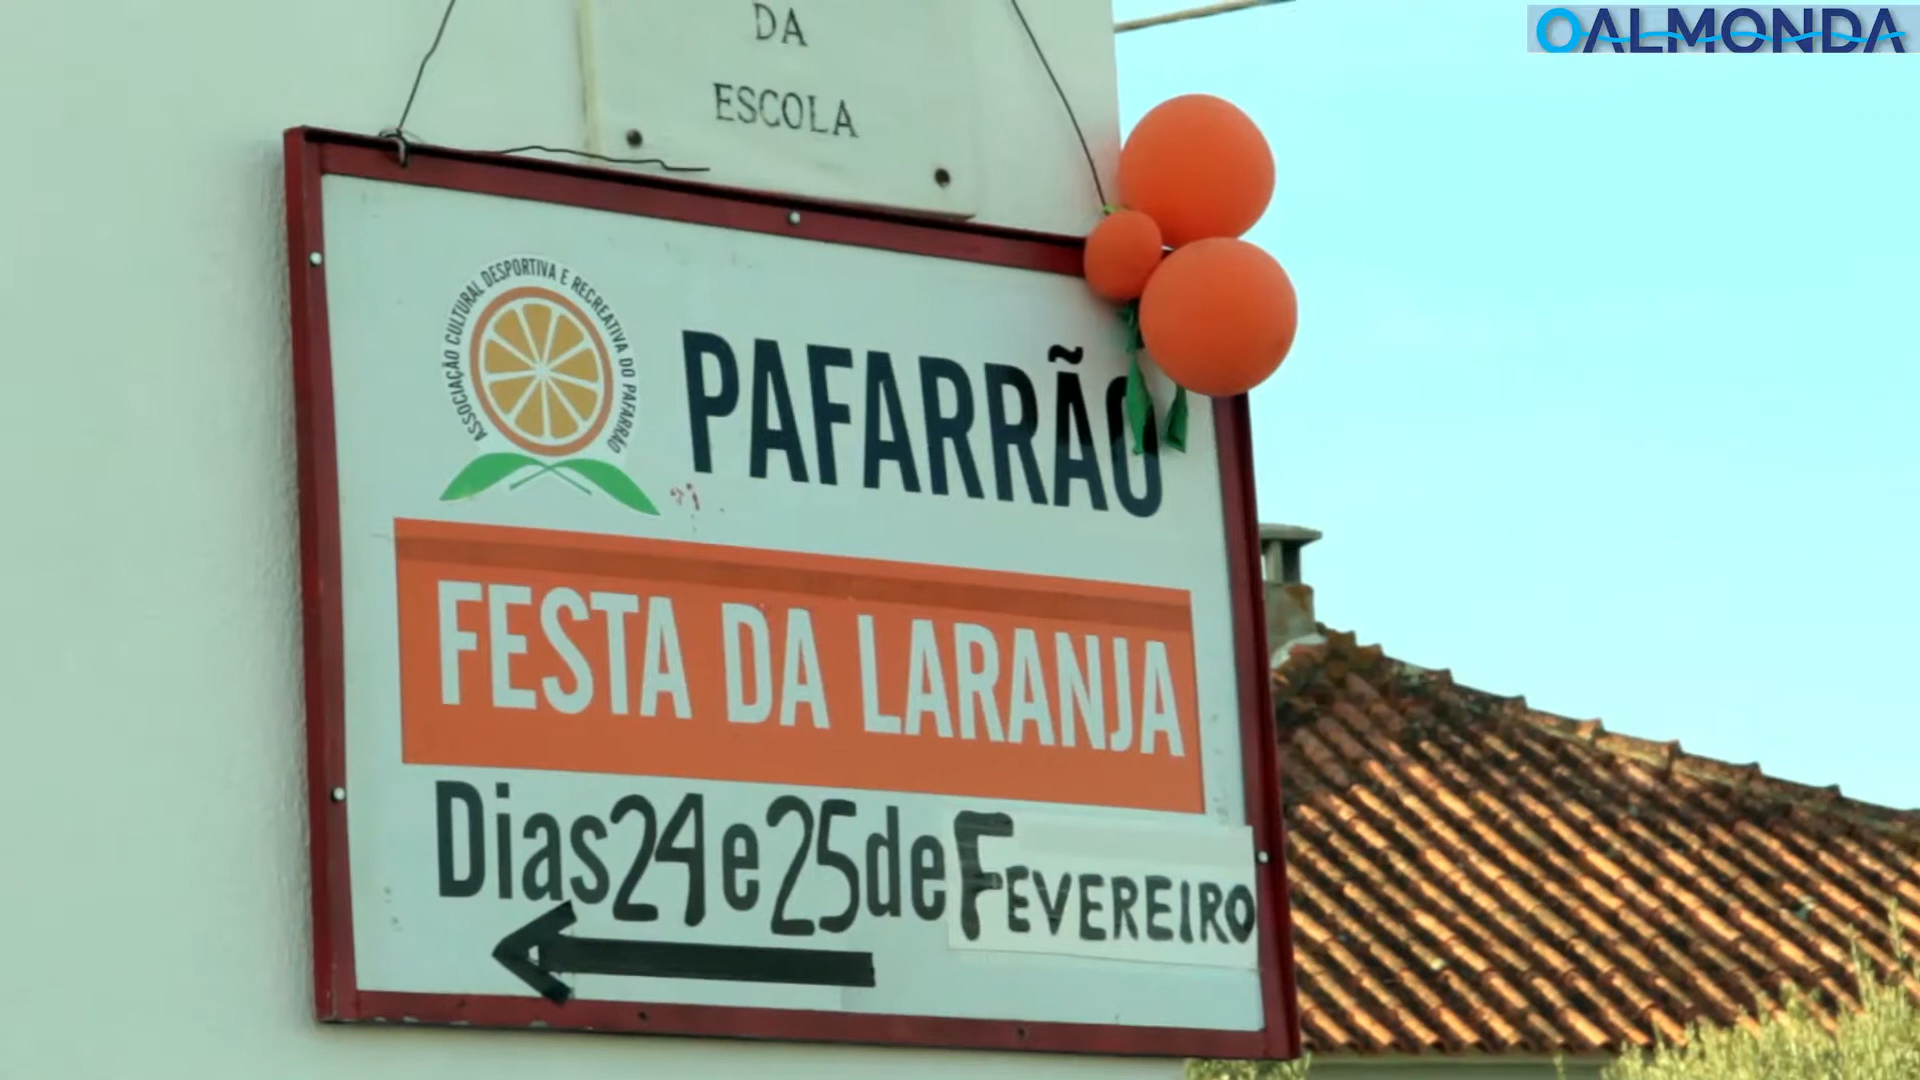 OALMONDA
DA
ESCOLA
ASSOCIAÇÃO CULTURAL DESPORTIVA E RECREATIVA DO PAFARRÃO
PAFARRÃO
FESTA DA LARANJA
Dias 24 e 25 de FEVEREIRO